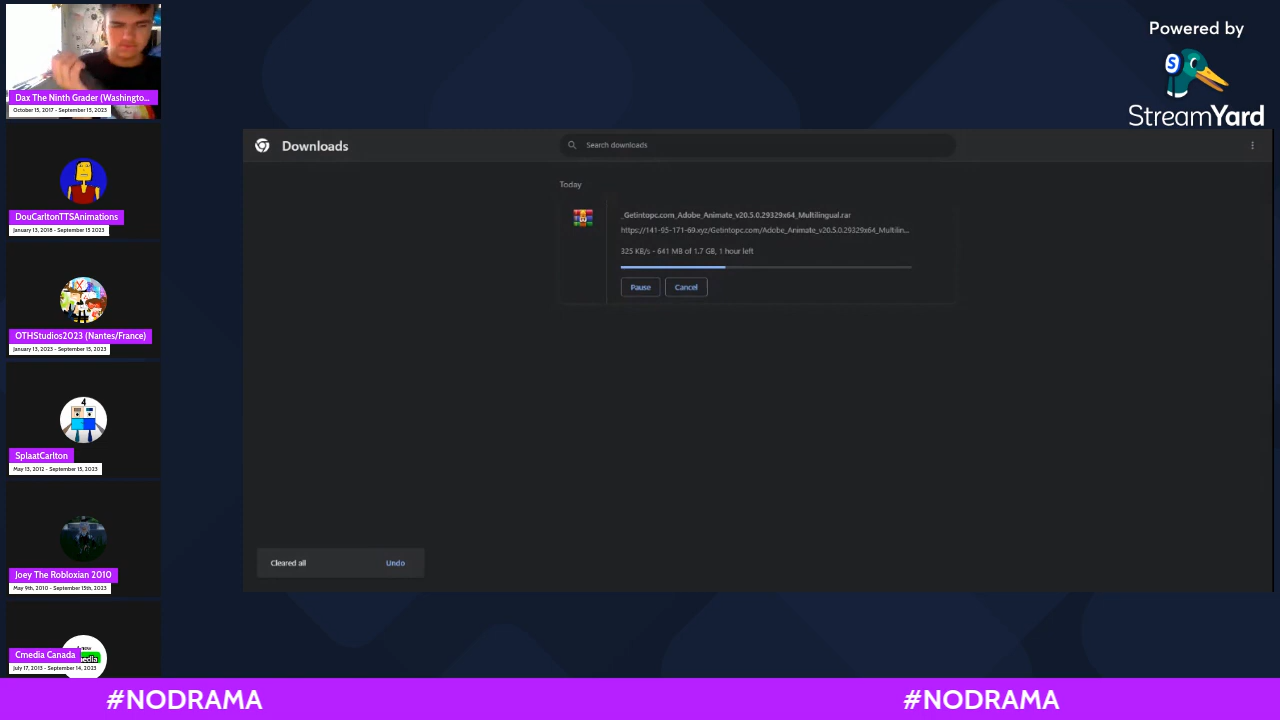 Powered by
StreamYard
Dax The Ninth Grader (Washingto...
October 15, 2017 - September 15, 2023
DouCarltonTTSAnimations
January 13, 2018 - September 15 2023
OTHStudios2023 (Nantes/France)
January 13, 2023 - September 15, 2023
4
SplaatCarlton
May 13, 2012 - September 15, 2023
Joey The Robloxian 2010
May 9th, 2010 - September 15th, 2023
Cmedia Canada
July 17, 2013 - September 14, 2023
Downloads
Search downloads
Today
_Getintopc.com_Adobe_Animate_v20.5.0.29329x64_Multilingual.rar
https://141-95-171-69.xyz/Getintopc.com/Adobe_Animate_v20.5.0.29329x64_Multilin...
325 KB/s - 641 MB of 1.7 GB, 1 hour left
Pause Cancel
Cleared all Undo
#NODRAMA #NODRAMA